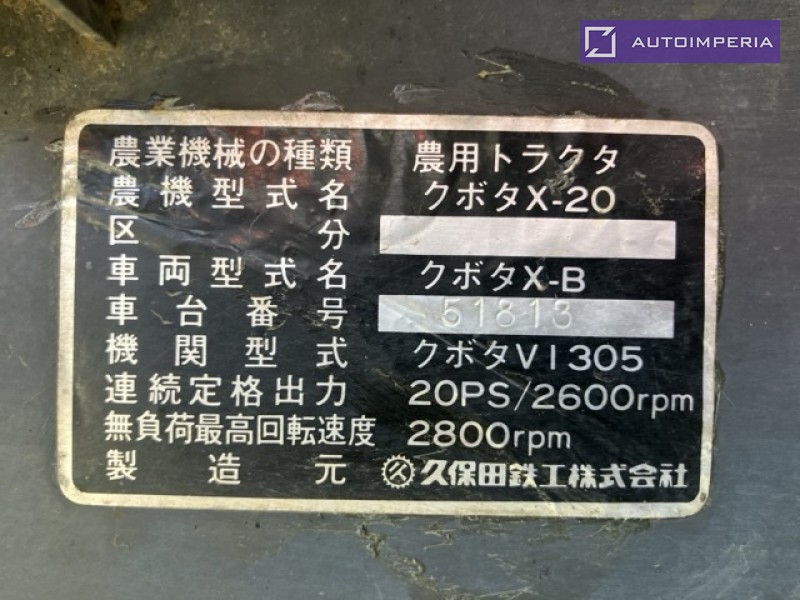 AUTOIMPERIA
農業機械の種類 農用トラクタ
農機型式名 クボタX-20
区分
車両型式名 クボタX-B
車台番号 51813
機関型式 クボタV1305
連続定格出力 20PS/2600rpm
無負荷最高回転速度 2800rpm
製造元 久保田鉄工株式会社